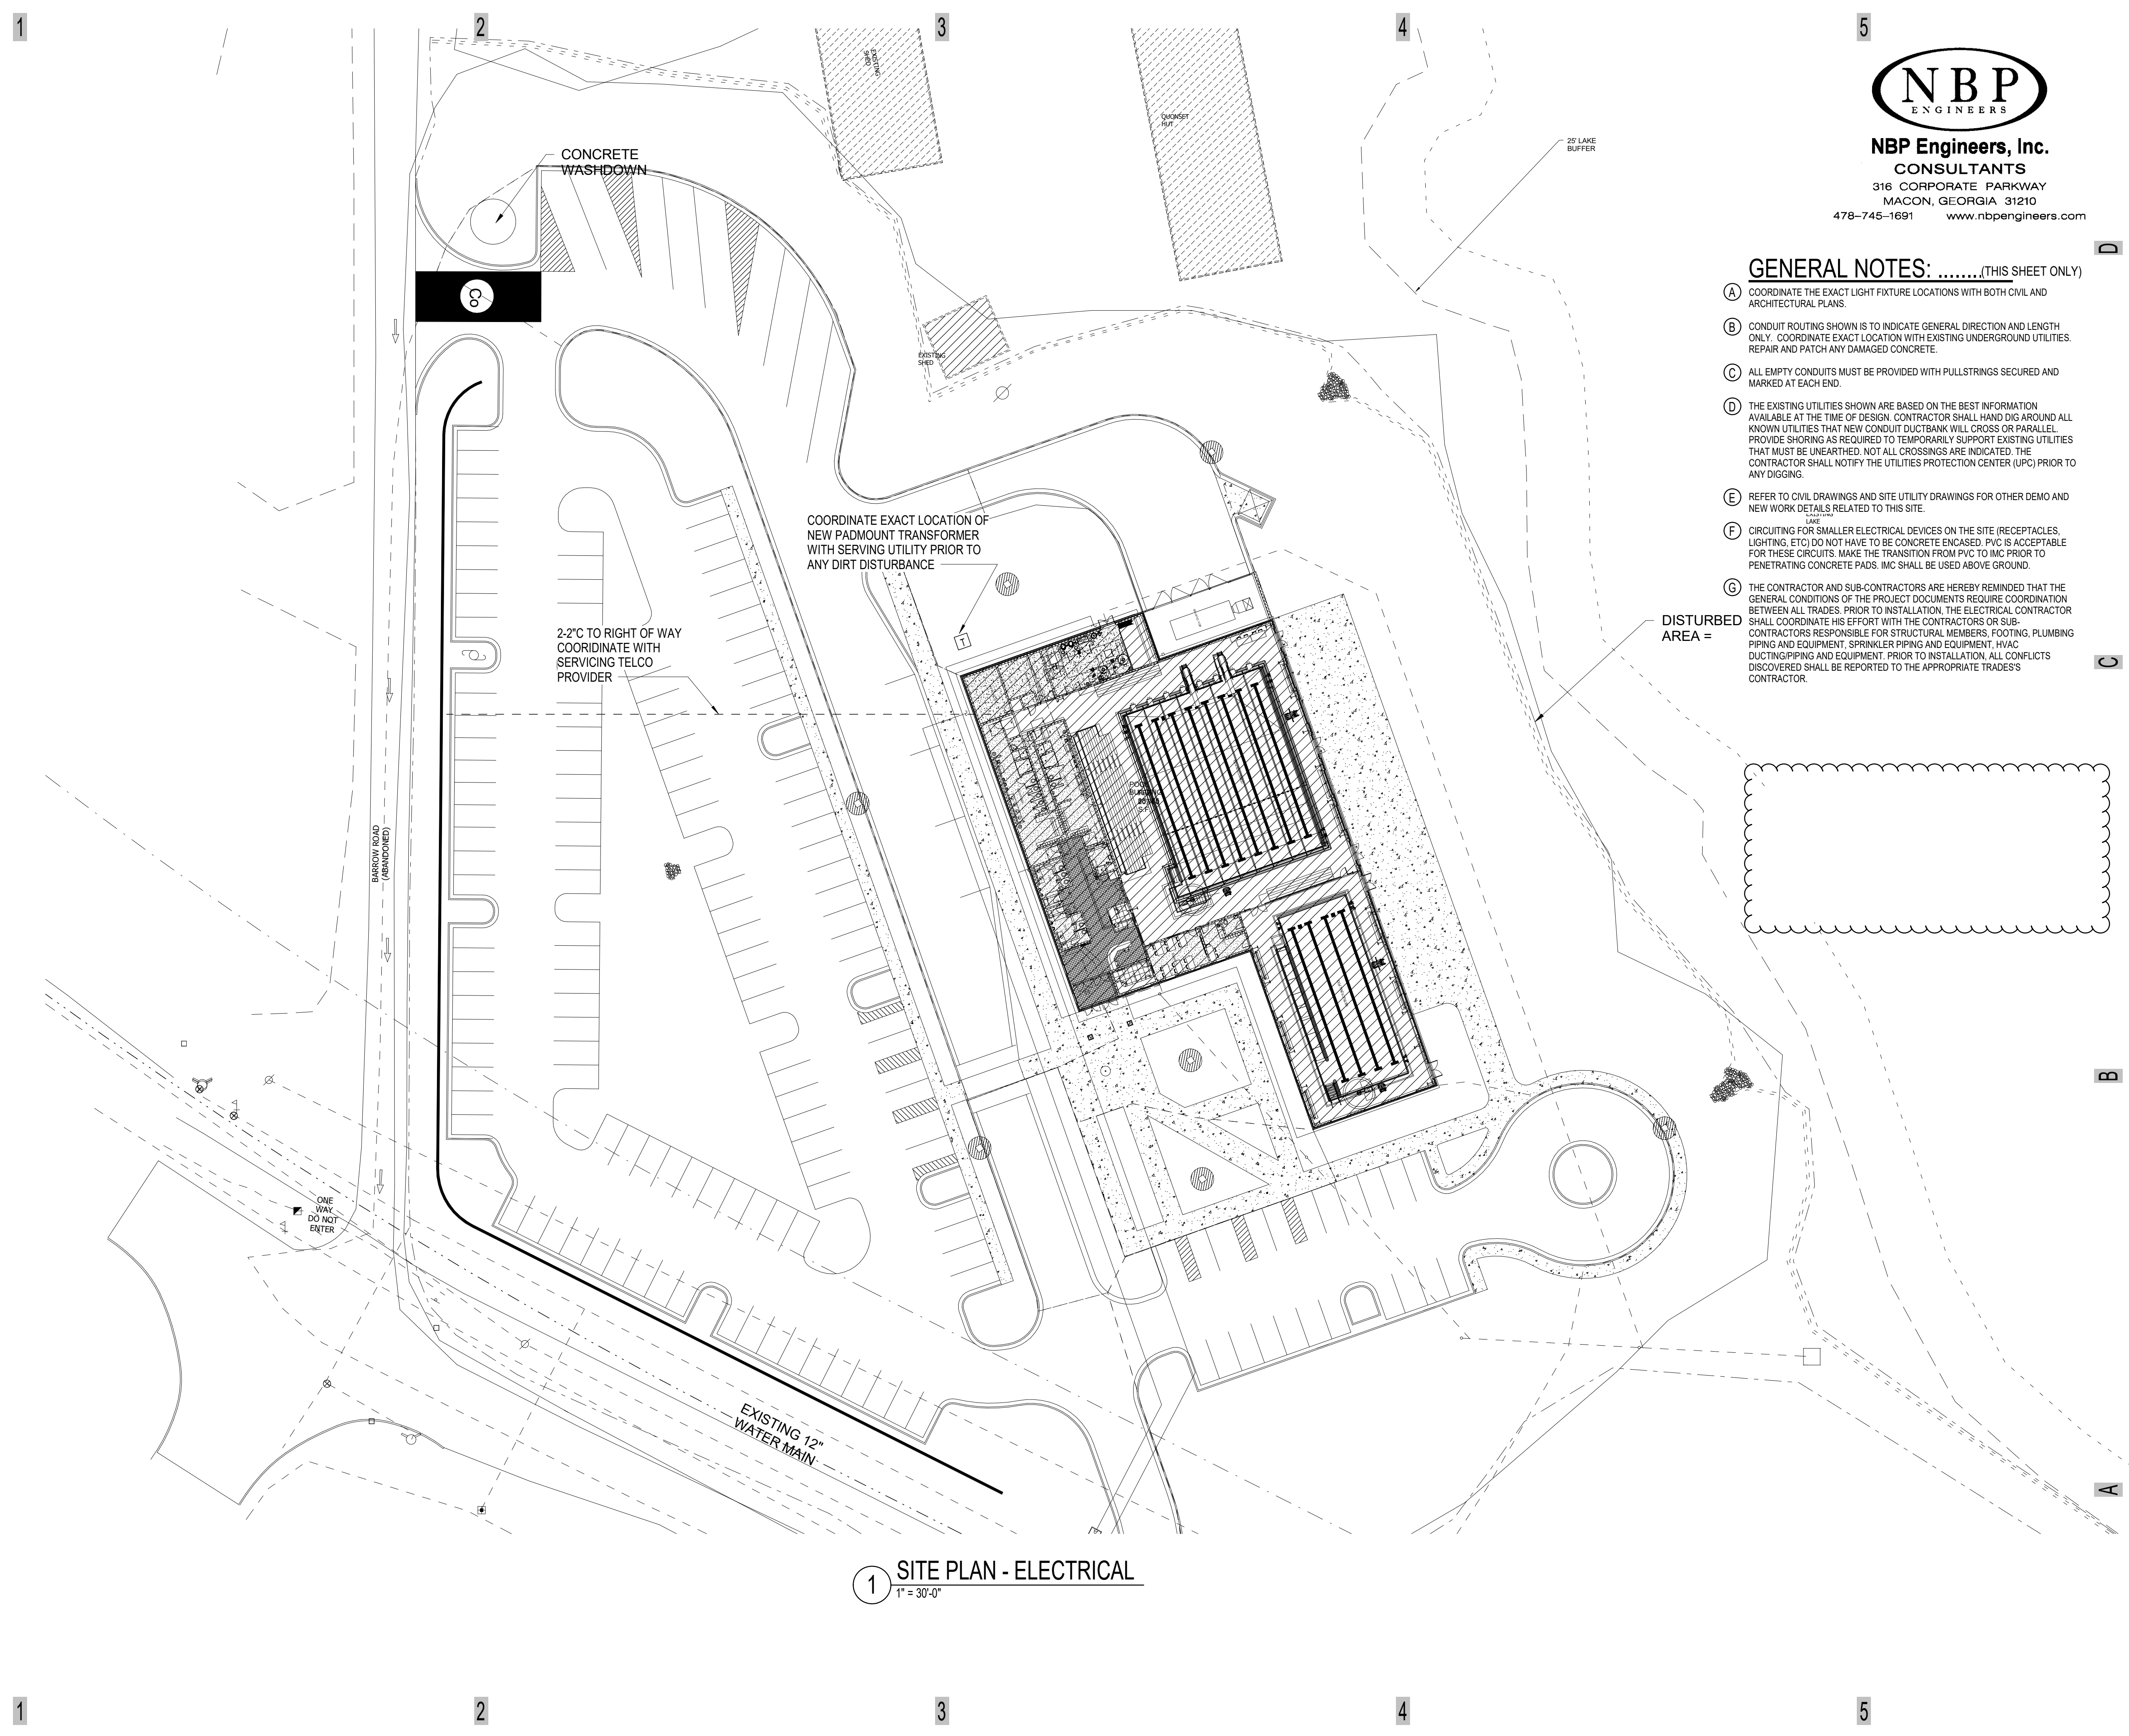 1
2
3
4
5
NBP
ENGINEERS
NBP Engineers, Inc.
CONSULTANTS
316 CORPORATE PARKWAY
MACON, GEORGIA 31210
478-745-1691 www.nbpengineers.com
D
GENERAL NOTES: ........(THIS SHEET ONLY)
A COORDINATE THE EXACT LIGHT FIXTURE LOCATIONS WITH BOTH CIVIL AND
ARCHITECTURAL PLANS.
B CONDUIT ROUTING SHOWN IS TO INDICATE GENERAL DIRECTION AND LENGTH
ONLY. COORDINATE EXACT LOCATION WITH EXISTING UNDERGROUND UTILITIES.
REPAIR AND PATCH ANY DAMAGED CONCRETE.
C ALL EMPTY CONDUITS MUST BE PROVIDED WITH PULLSTRINGS SECURED AND
MARKED AT EACH END.
D THE EXISTING UTILITIES SHOWN ARE BASED ON THE BEST INFORMATION
AVAILABLE AT THE TIME OF DESIGN. CONTRACTOR SHALL HAND DIG AROUND ALL
KNOWN UTILITIES THAT NEW CONDUIT DUCTBANK WILL CROSS OR PARALLEL.
PROVIDE SHORING AS REQUIRED TO TEMPORARILY SUPPORT EXISTING UTILITIES
THAT MUST BE UNEARTHED. NOT ALL CROSSINGS ARE INDICATED. THE
CONTRACTOR SHALL NOTIFY THE UTILITIES PROTECTION CENTER (UPC) PRIOR TO
ANY DIGGING.
E REFER TO CIVIL DRAWINGS AND SITE UTILITY DRAWINGS FOR OTHER DEMO AND
NEW WORK DETAILS RELATED TO THIS SITE.
EXISTING
LAKE
F CIRCUITING FOR SMALLER ELECTRICAL DEVICES ON THE SITE (RECEPTACLES,
LIGHTING, ETC) DO NOT HAVE TO BE CONCRETE ENCASED. PVC IS ACCEPTABLE
FOR THESE CIRCUITS. MAKE THE TRANSITION FROM PVC TO IMC PRIOR TO
PENETRATING CONCRETE PADS. IMC SHALL BE USED ABOVE GROUND.
G THE CONTRACTOR AND SUB-CONTRACTORS ARE HEREBY REMINDED THAT THE
GENERAL CONDITIONS OF THE PROJECT DOCUMENTS REQUIRE COORDINATION
BETWEEN ALL TRADES. PRIOR TO INSTALLATION, THE ELECTRICAL CONTRACTOR
SHALL COORDINATE HIS EFFORT WITH THE CONTRACTORS OR SUB-
CONTRACTORS RESPONSIBLE FOR STRUCTURAL MEMBERS, FOOTING, PLUMBING
PIPING AND EQUIPMENT, SPRINKLER PIPING AND EQUIPMENT, HVAC
DUCTING/PIPING AND EQUIPMENT. PRIOR TO INSTALLATION, ALL CONFLICTS
DISCOVERED SHALL BE REPORTED TO THE APPROPRIATE TRADES'S
CONTRACTOR.
EXISTING
SHED
QUONSET
HUT
25' LAKE
BUFFER
CONCRETE
WASHDOWN
Co
EXISTING
SHED
COORDINATE EXACT LOCATION OF
NEW PADMOUNT TRANSFORMER
WITH SERVING UTILITY PRIOR TO
ANY DIRT DISTURBANCE
T
2-2"C TO RIGHT OF WAY
COORIDINATE WITH
SERVICING TELCO
PROVIDER
DISTURBED
AREA =
C
POOL
BUILDING
S.F.
BARROW ROAD
(ABANDONED)
B
ONE
WAY
DO NOT
ENTER
EXISTING 12"
WATER MAIN
A
1 SITE PLAN - ELECTRICAL
1" = 30'-0"
1
2
3
4
5